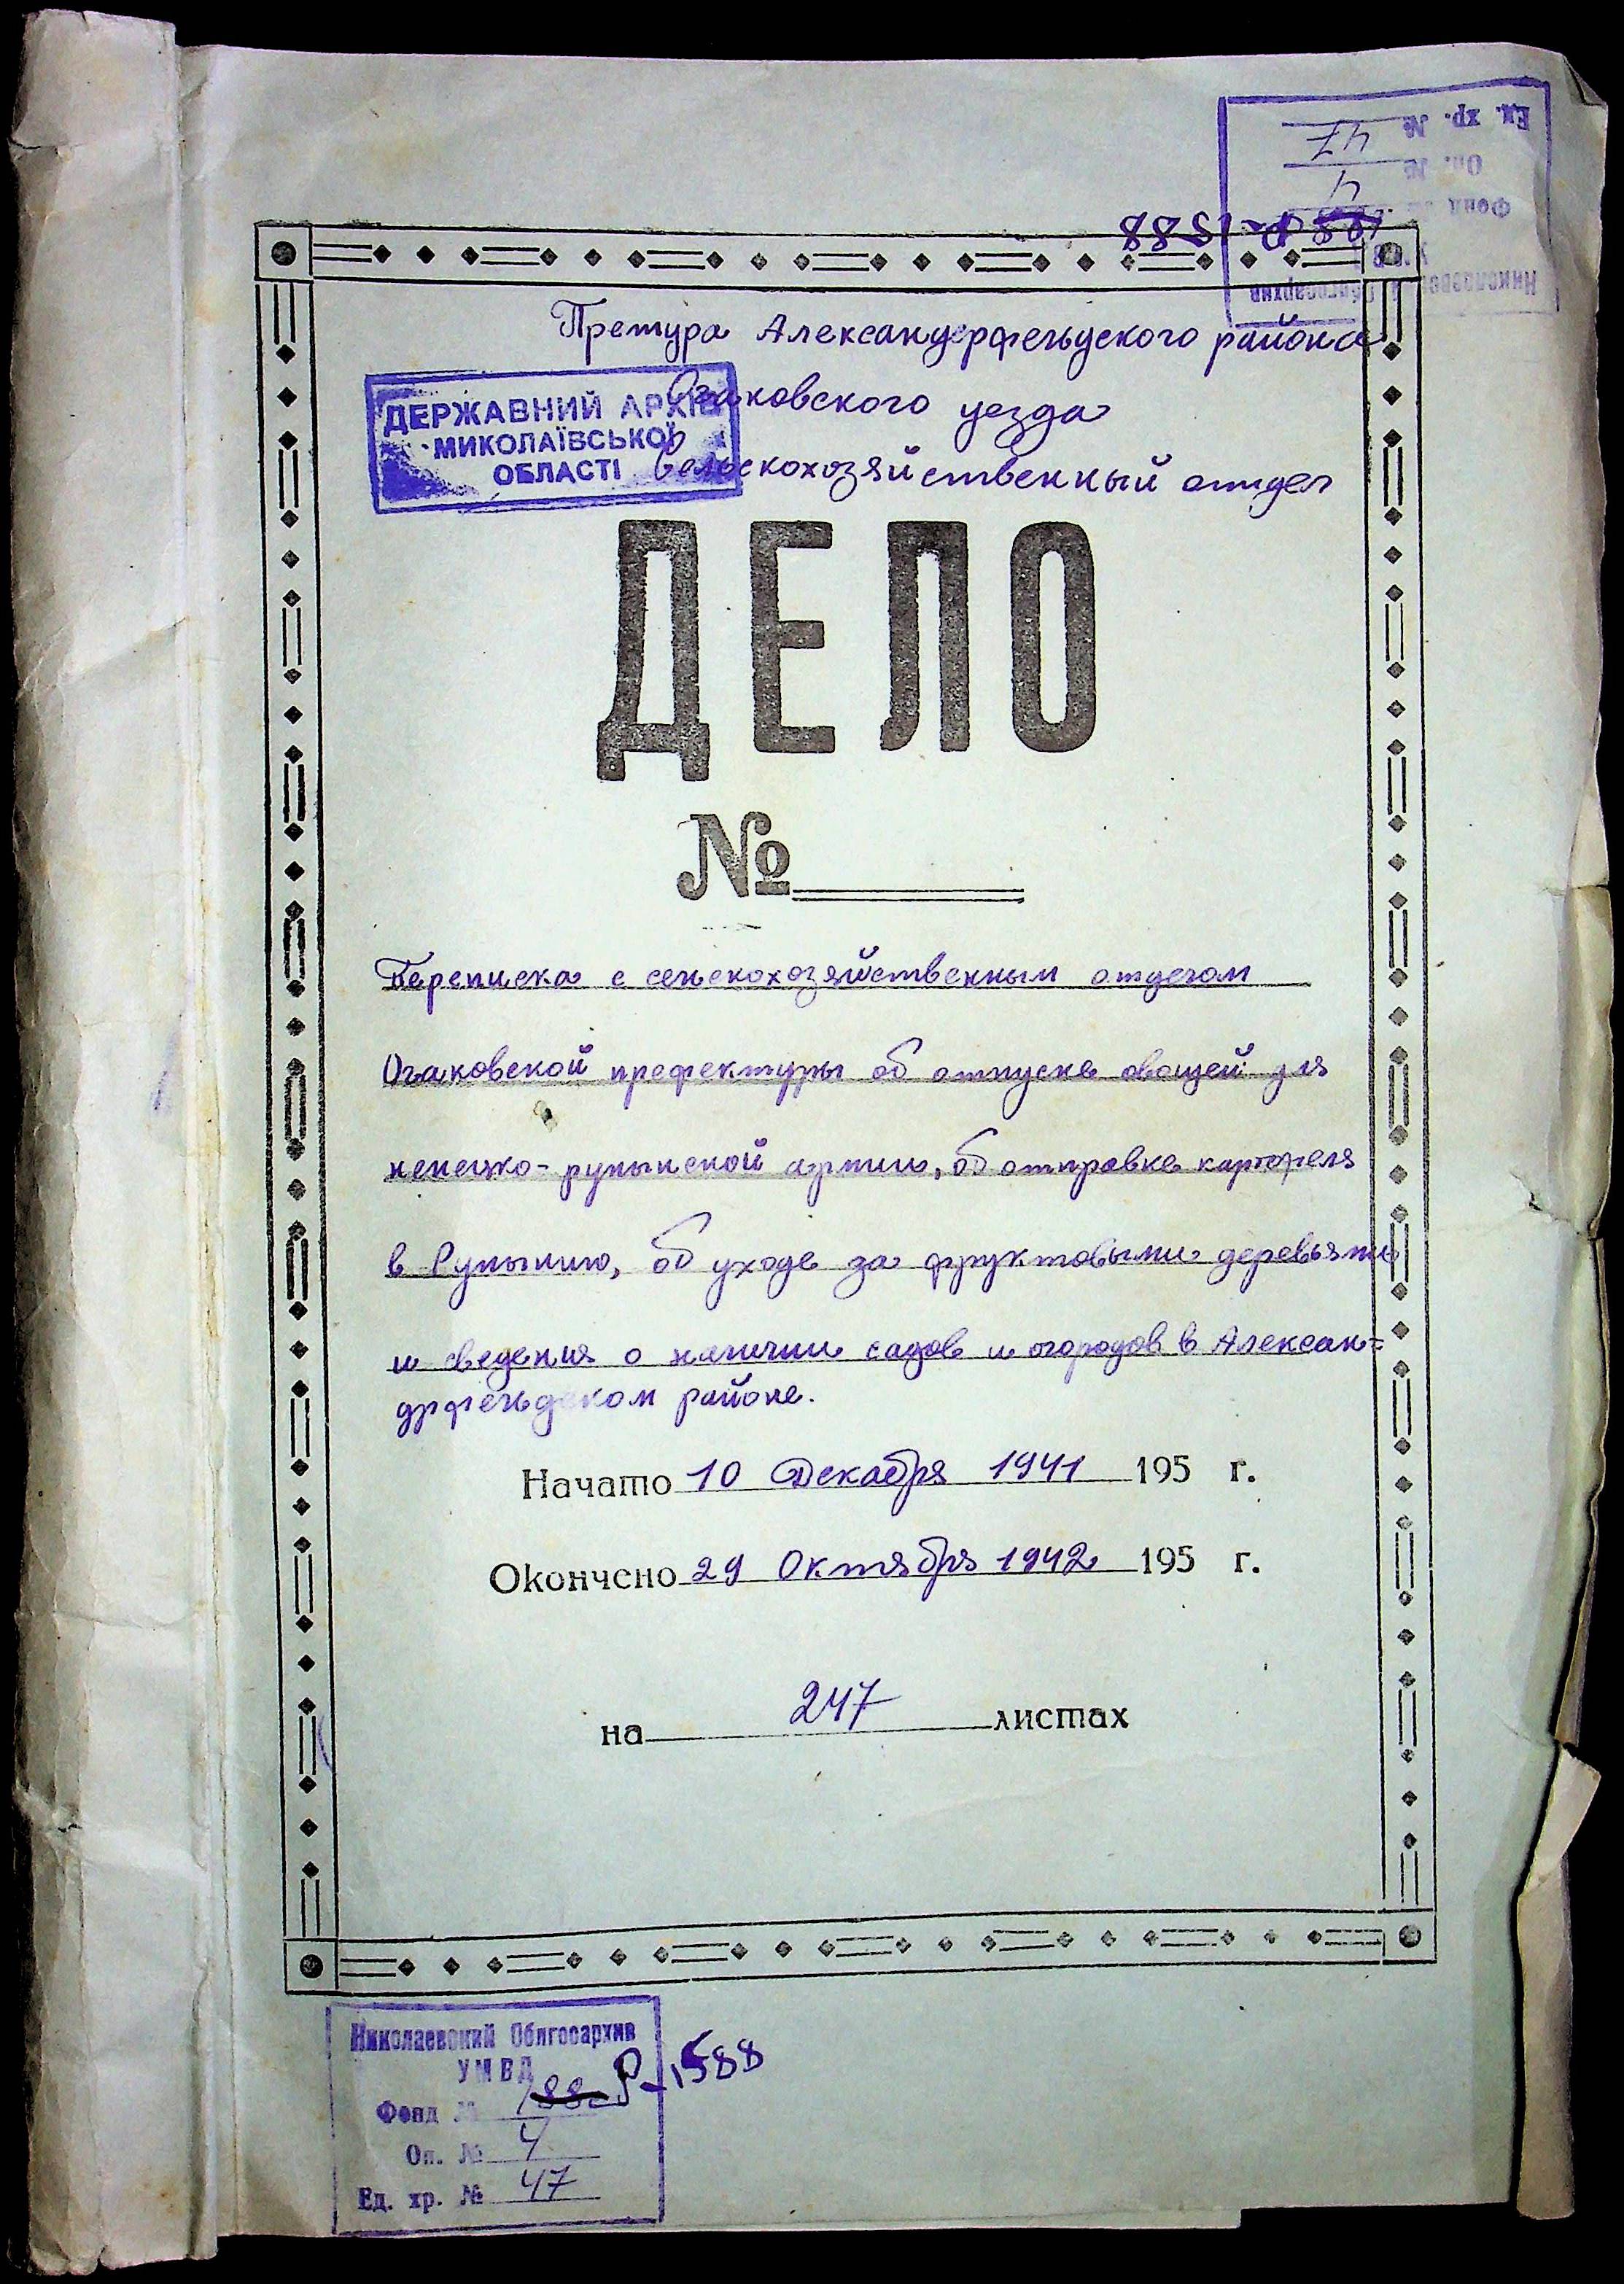 Ед. хр. № 47
Оп. № 4
Фонд Р-1588
Николаевский Облгосархив
Претура Александерфельдского района
Очаковского уезда
Сельскохозяйственный отдел
ДЕРЖАВНИЙ АРХІВ
МИКОЛАЇВСЬКОЇ
ОБЛАСТІ
ДЕЛО
№
Переписка с сельскохозяйственным отделом
Очаковской префектуры об отпуске овощей для
немецко-румынской армии, об отправке картофеля
в Румынию, об уходе за фруктовыми деревьями
и сведения о наличии садов и огородов в Алексан=
дрфельдском районе.
Начато 10 Декабря 1941 195 г.
Окончено 29 Октября 1942 195 г.
на 247 листах
Николаевский Облгосархив
УМВД
Фонд № Р-1588
Оп. № 4
Ед. хр. № 47